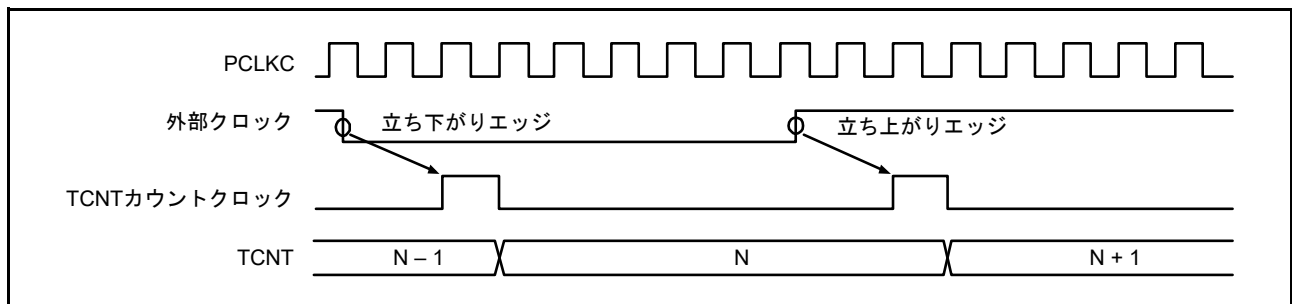 PCLKC
外部クロック
立ち下がりエッジ
立ち上がりエッジ
TCNTカウントクロック
TCNT
N – 1
N
N + 1